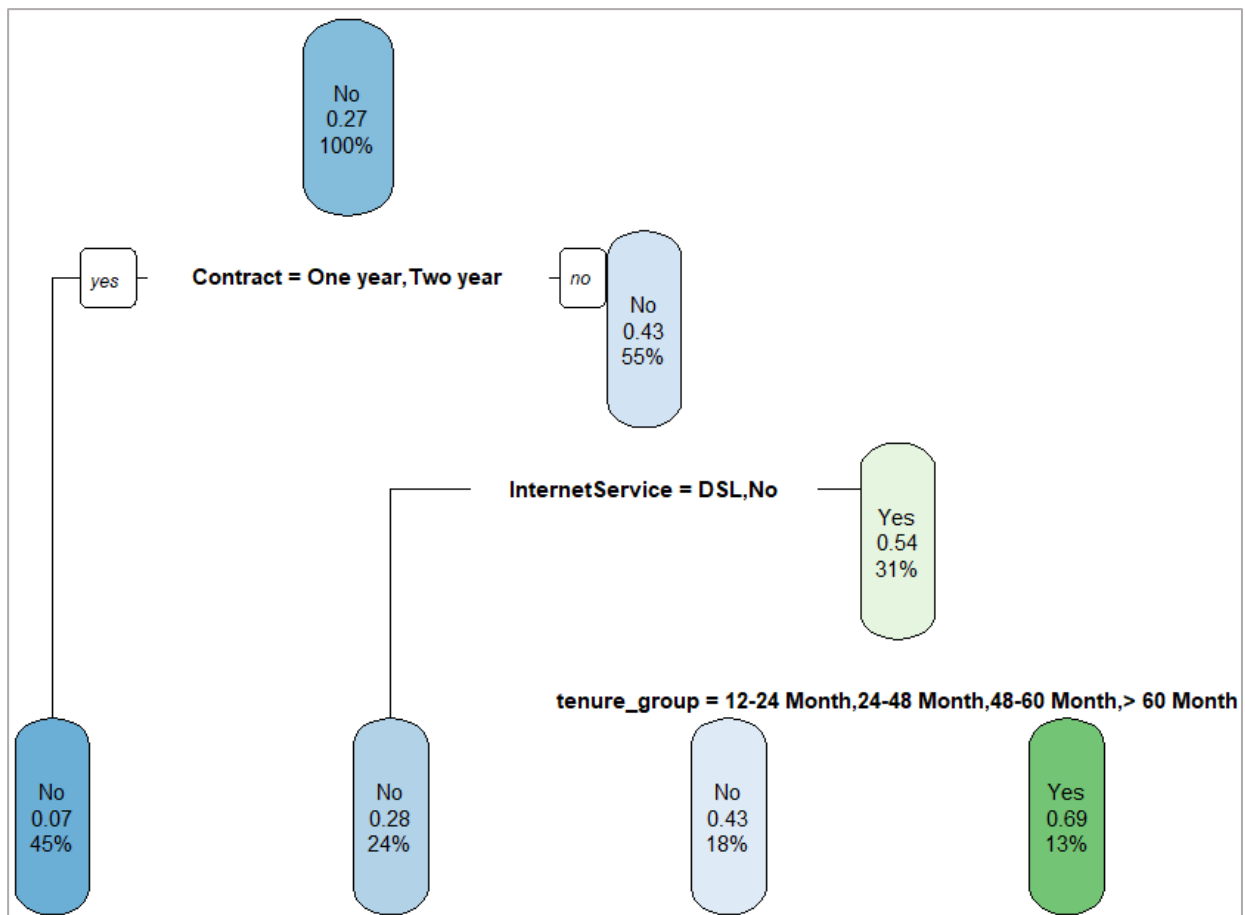 No
0.27
100%
yes
Contract = One year,Two year
no
No
0.43
55%
InternetService = DSL,No
Yes
0.54
31%
tenure_group = 12-24 Month,24-48 Month,48-60 Month,> 60 Month
No
0.07
45%
No
0.28
24%
No
0.43
18%
Yes
0.69
13%